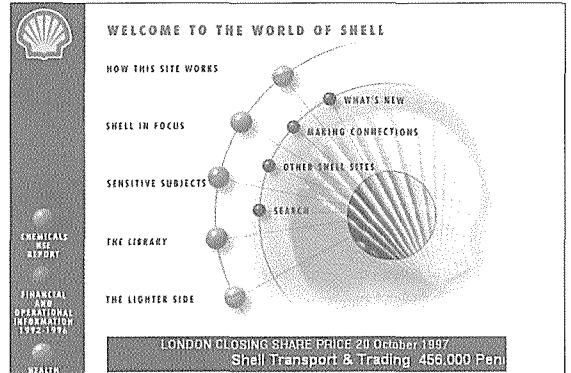 WELCOME TO THE WORLD OF SHELL
HOW THIS SITE WORKS
WHAT'S NEW
SHELL IN FOCUS
MAKING CONNECTIONS
OTHER SHELL SITES
SENSITIVE SUBJECTS
SEARCH
THE LIBRARY
THE LIGHTER SIDE
CHEMICALS
HSE
REPORT
FINANCIAL
AND
OPERATIONAL
INFORMATION
1992-1996
HEALTH
LONDON CLOSING SHARE PRICE 20 October 1997
Shell Transport & Trading 456.000 Pen